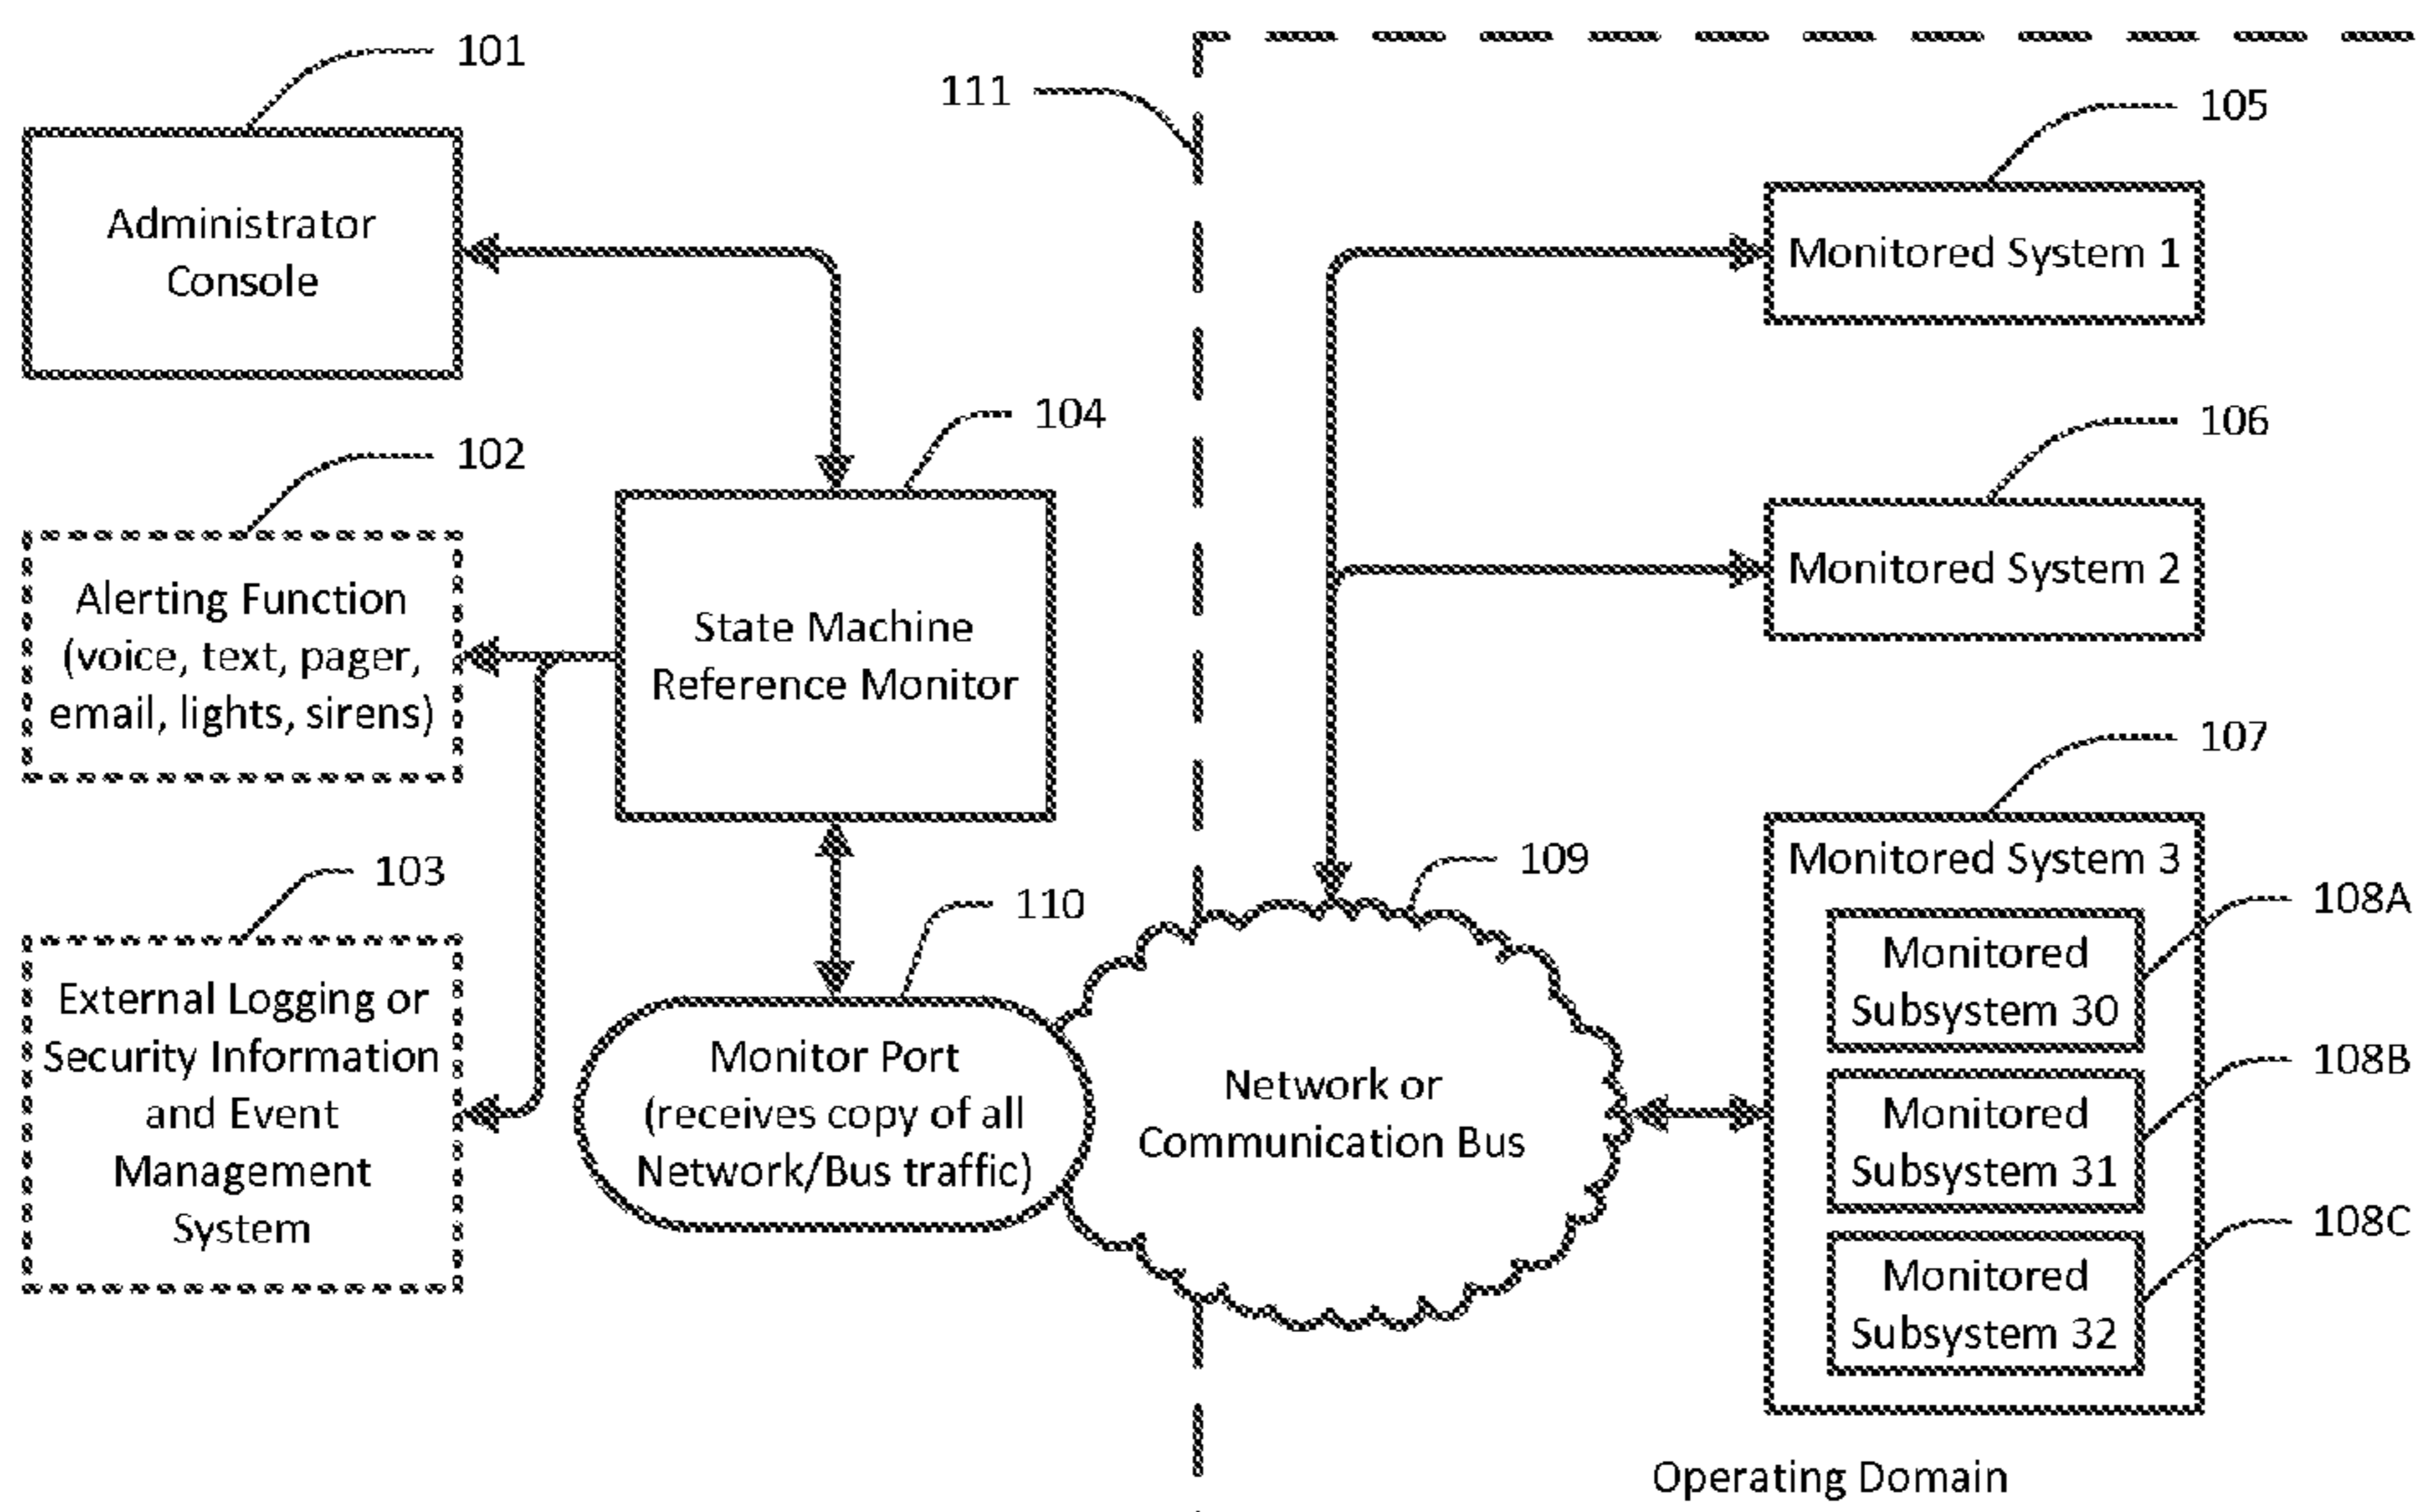 101
Administrator
Console
102
Alerting Function
(voice, text, pager,
email, lights, sirens)
103
External Logging or
Security Information
and Event
Management
System
104
State Machine
Reference Monitor
110
Monitor Port
(receives copy of all
Network/Bus traffic)
111
109
Network or
Communication Bus
105
Monitored System 1
106
Monitored System 2
107
Monitored System 3
108A
Monitored
Subsystem 30
108B
Monitored
Subsystem 31
108C
Monitored
Subsystem 32
Operating Domain